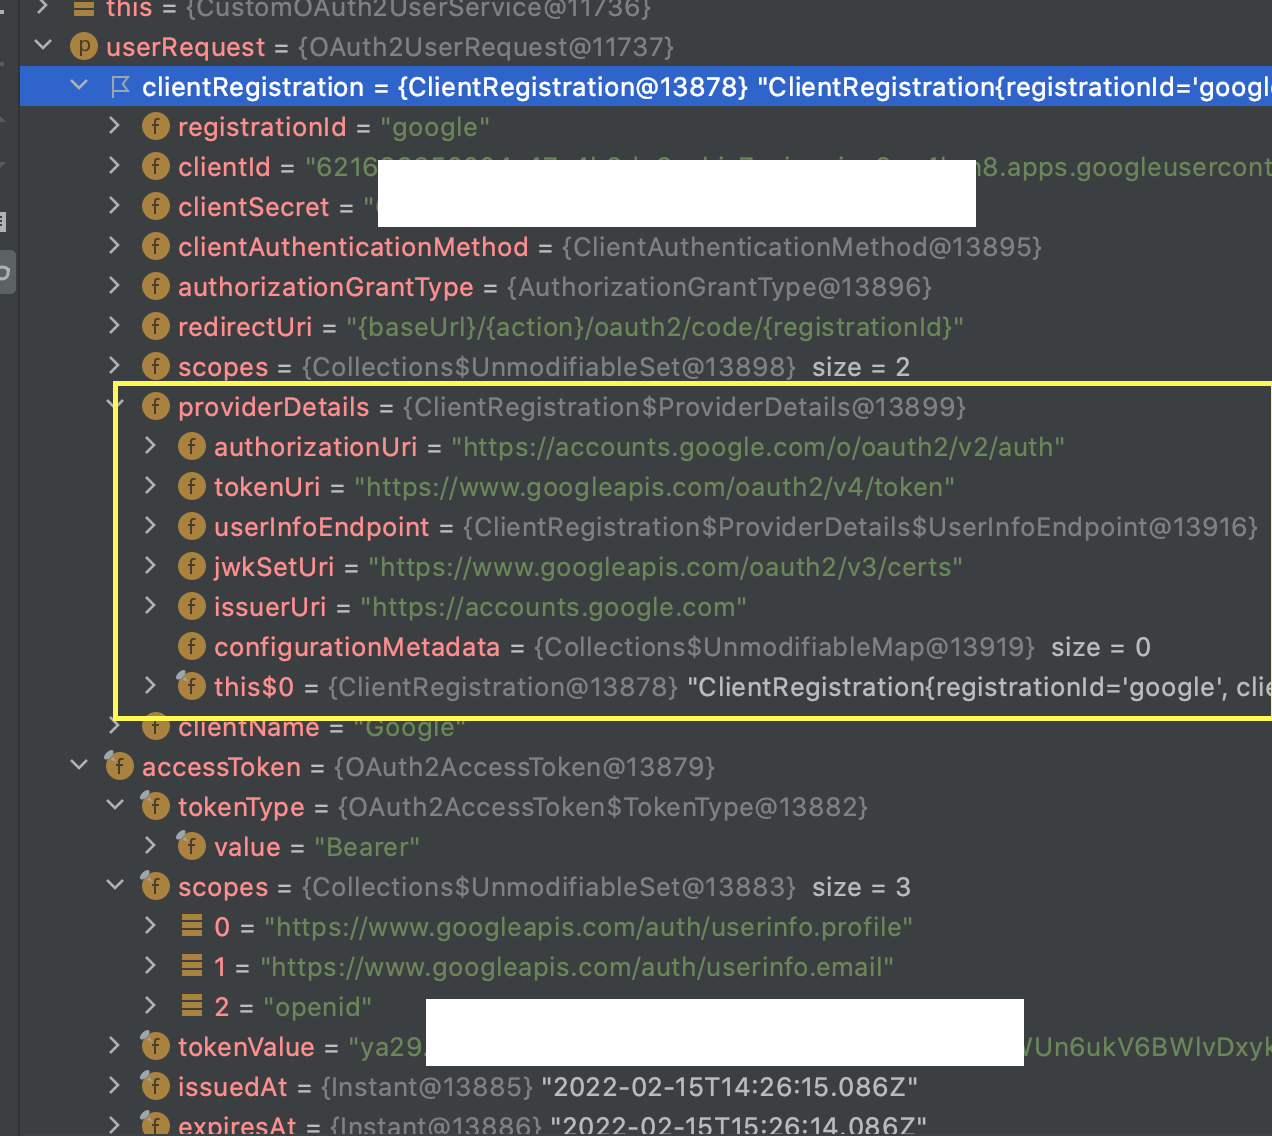 this = {CustomOAuth2UserService@11736}
p userRequest = {OAuth2UserRequest@11737}
clientRegistration = {ClientRegistration@13878} "ClientRegistration{registrationId='google
f registrationId = "google"
f clientId = "6216 n8.apps.googleusercont
f clientSecret = "
f clientAuthenticationMethod = {ClientAuthenticationMethod@13895}
f authorizationGrantType = {AuthorizationGrantType@13896}
f redirectUri = "{baseUrl}/{action}/oauth2/code/{registrationId}"
f scopes = {Collections$UnmodifiableSet@13898} size = 2
f providerDetails = {ClientRegistration$ProviderDetails@13899}
f authorizationUri = "https://accounts.google.com/o/oauth2/v2/auth"
f tokenUri = "https://www.googleapis.com/oauth2/v4/token"
f userInfoEndpoint = {ClientRegistration$ProviderDetails$UserInfoEndpoint@13916}
f jwkSetUri = "https://www.googleapis.com/oauth2/v3/certs"
f issuerUri = "https://accounts.google.com"
f configurationMetadata = {Collections$UnmodifiableMap@13919} size = 0
f this$0 = {ClientRegistration@13878} "ClientRegistration{registrationId='google', clie
f clientName = "Google"
f accessToken = {OAuth2AccessToken@13879}
f tokenType = {OAuth2AccessToken$TokenType@13882}
f value = "Bearer"
f scopes = {Collections$UnmodifiableSet@13883} size = 3
0 = "https://www.googleapis.com/auth/userinfo.profile"
1 = "https://www.googleapis.com/auth/userinfo.email"
2 = "openid"
f tokenValue = "ya29. Un6ukV6BWlvDxyk
f issuedAt = {Instant@13885} "2022-02-15T14:26:15.086Z"
f expiresAt = {Instant@13886} "2022-02-15T15:26:14.086Z"